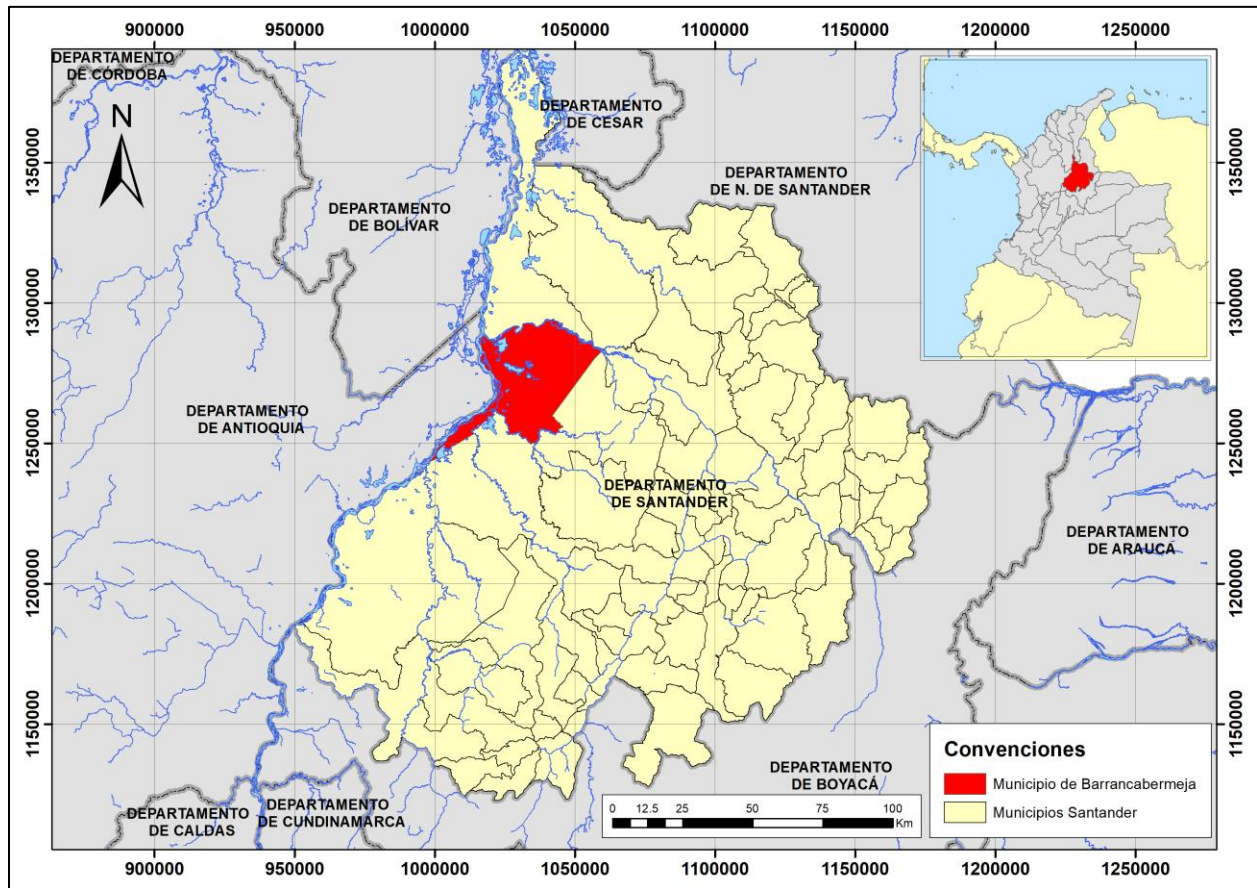 900000 950000 1000000 1050000 1100000 1150000 1200000 1250000
DEPARTAMENTO
DE CÓRDOBA
N
DEPARTAMENTO
DE CESAR
DEPARTAMENTO
DE N. DE SANTANDER
DEPARTAMENTO
DE BOLÍVAR
DEPARTAMENTO
DE ANTIOQUIA
DEPARTAMENTO
DE SANTANDER
DEPARTAMENTO
DE ARAUCA
DEPARTAMENTO
DE BOYACÁ
DEPARTAMENTO
DE CALDAS
DEPARTAMENTO
DE CUNDINAMARCA
1350000
1300000
1250000
1200000
1150000
1350000
1300000
1250000
1200000
1150000
Convenciones
Municipio de Barrancabermeja
Municipios Santander
0 12.5 25 50 75 100
Km
900000 950000 1000000 1050000 1100000 1150000 1200000 1250000